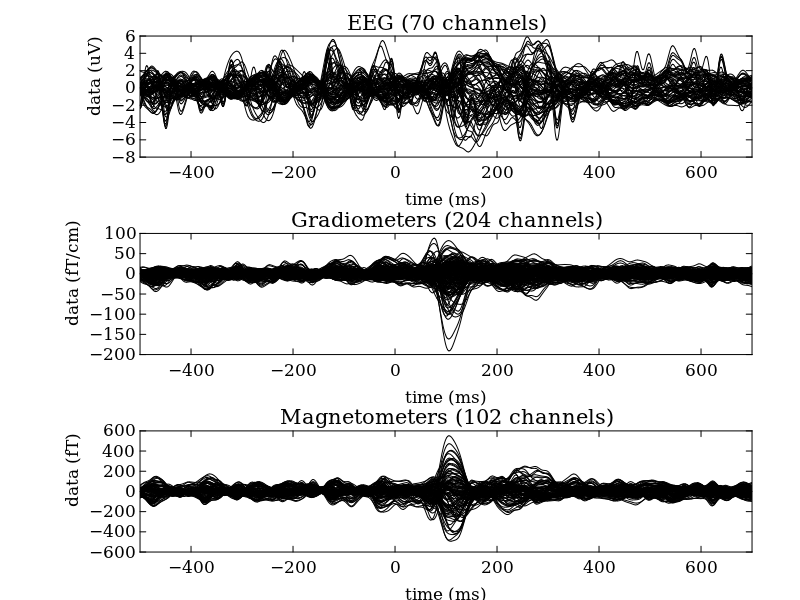 EEG (70 channels)
data (uV)
6
4
2
0
−2
−4
−6
−8
−400 −200 0 200 400 600
time (ms)
Gradiometers (204 channels)
data (fT/cm)
100
50
0
−50
−100
−150
−200
−400 −200 0 200 400 600
time (ms)
Magnetometers (102 channels)
data (fT)
600
400
200
0
−200
−400
−600
−400 −200 0 200 400 600
time (ms)